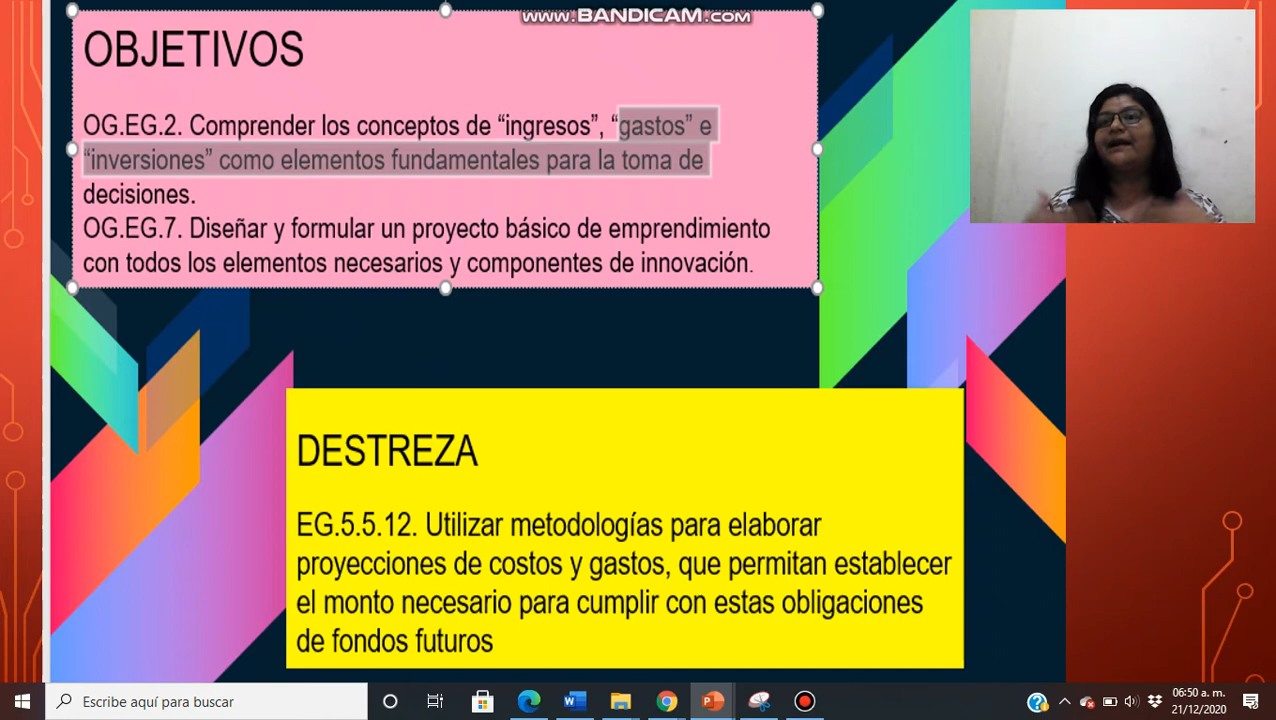 www.BANDICAM.com
OBJETIVOS
OG.EG.2. Comprender los conceptos de “ingresos”, “gastos” e
“inversiones” como elementos fundamentales para la toma de
decisiones.
OG.EG.7. Diseñar y formular un proyecto básico de emprendimiento
con todos los elementos necesarios y componentes de innovación.
DESTREZA
EG.5.5.12. Utilizar metodologías para elaborar
proyecciones de costos y gastos, que permitan establecer
el monto necesario para cumplir con estas obligaciones
de fondos futuros
Escribe aquí para buscar
06:50 a. m.
21/12/2020